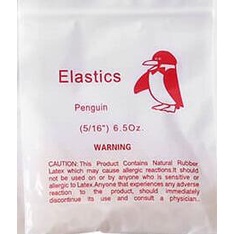 Elastics
Penguin
(5/16") 6.5Oz.
WARNING
CAUTION: This Product Contains Natural Rubber
Latex which may cause allergic reactions.It should
not be used on or by anyone who is sensitive or
allergic to Latex.Anyone that experiences any adverse
reaction to the product, should immediately
discontinue its use and consult a physician..